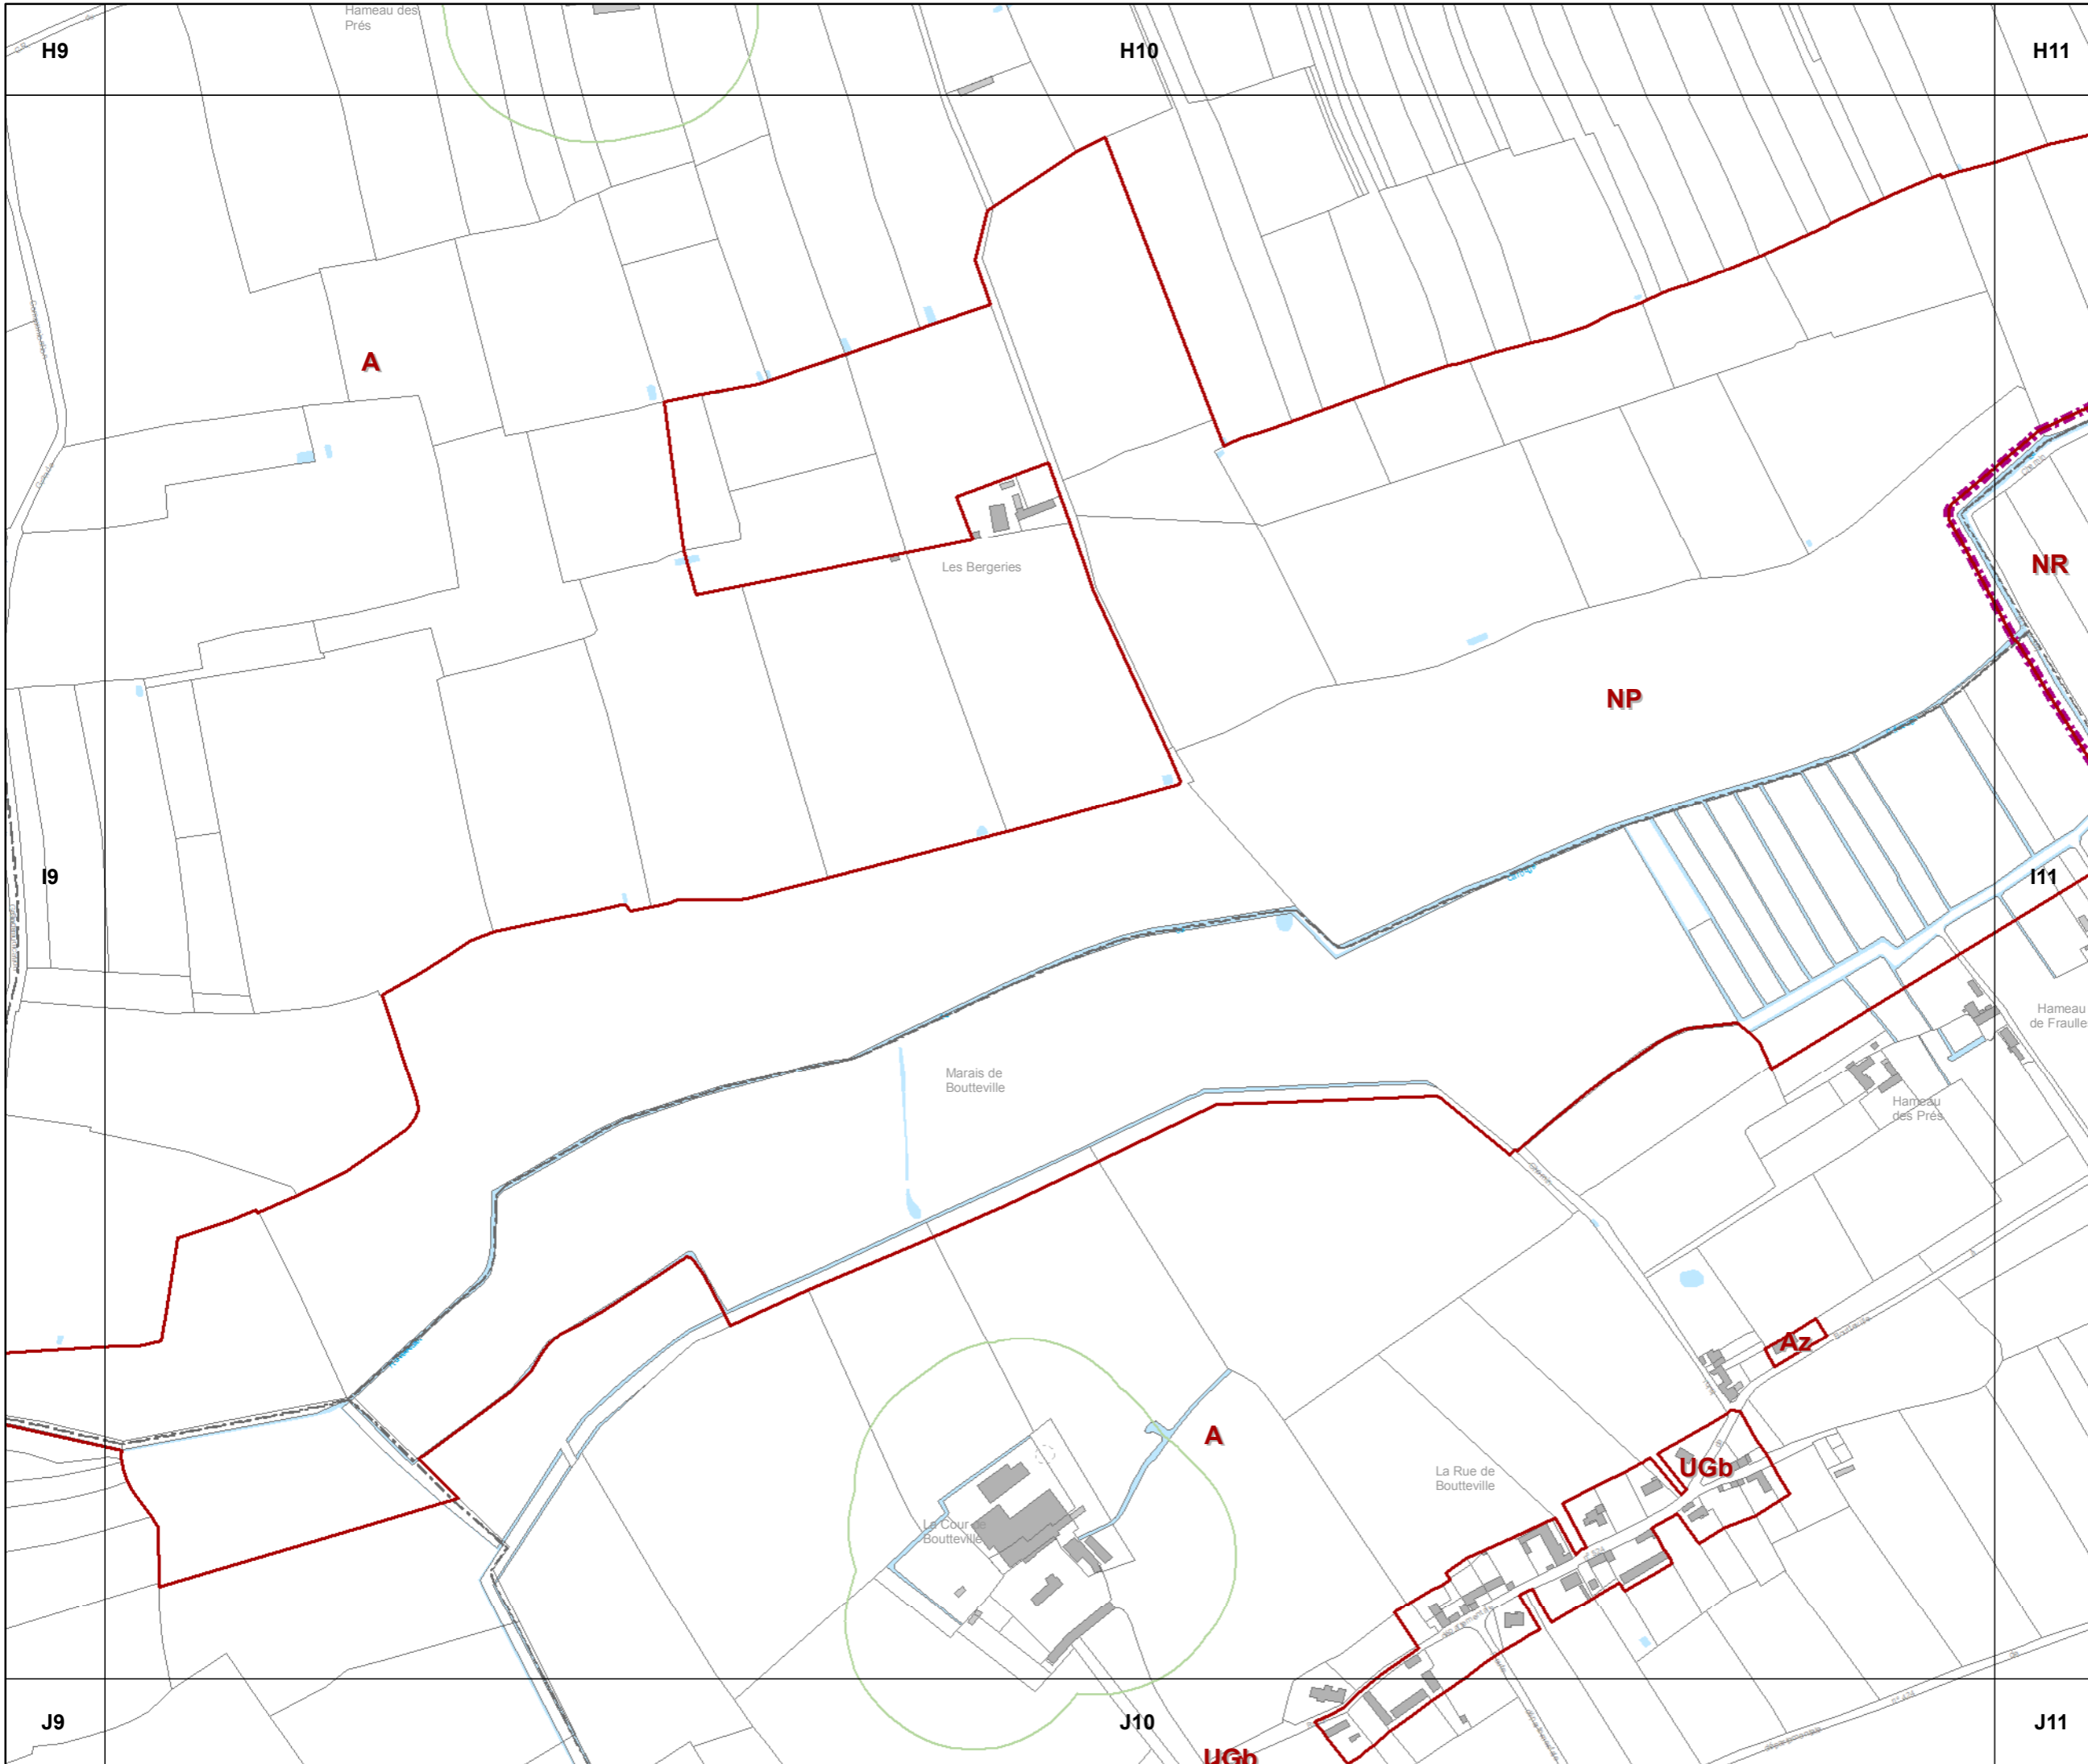 Hameau des
Prés
H9
H10
H11
A
Les Bergeries
NR
NP
I9
I11
Hameau
de Fraulle
Marais de
Boutteville
Hameau
des Prés
Az
A
La Rue de
Boutteville
UGb
La Cour de
Boutteville
J9
J10
J11
UGb